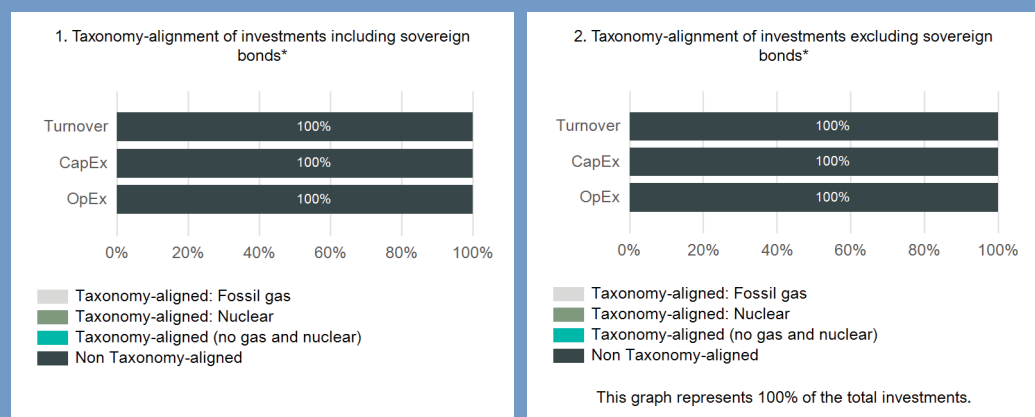 1. Taxonomy-alignment of investments including sovereign
bonds*
Turnover
100%
CapEx
100%
OpEx
100%
0% 20% 40% 60% 80% 100%
Taxonomy-aligned: Fossil gas
Taxonomy-aligned: Nuclear
Taxonomy-aligned (no gas and nuclear)
Non Taxonomy-aligned
2. Taxonomy-alignment of investments excluding sovereign
bonds*
Turnover
100%
CapEx
100%
OpEx
100%
0% 20% 40% 60% 80% 100%
Taxonomy-aligned: Fossil gas
Taxonomy-aligned: Nuclear
Taxonomy-aligned (no gas and nuclear)
Non Taxonomy-aligned
This graph represents 100% of the total investments.